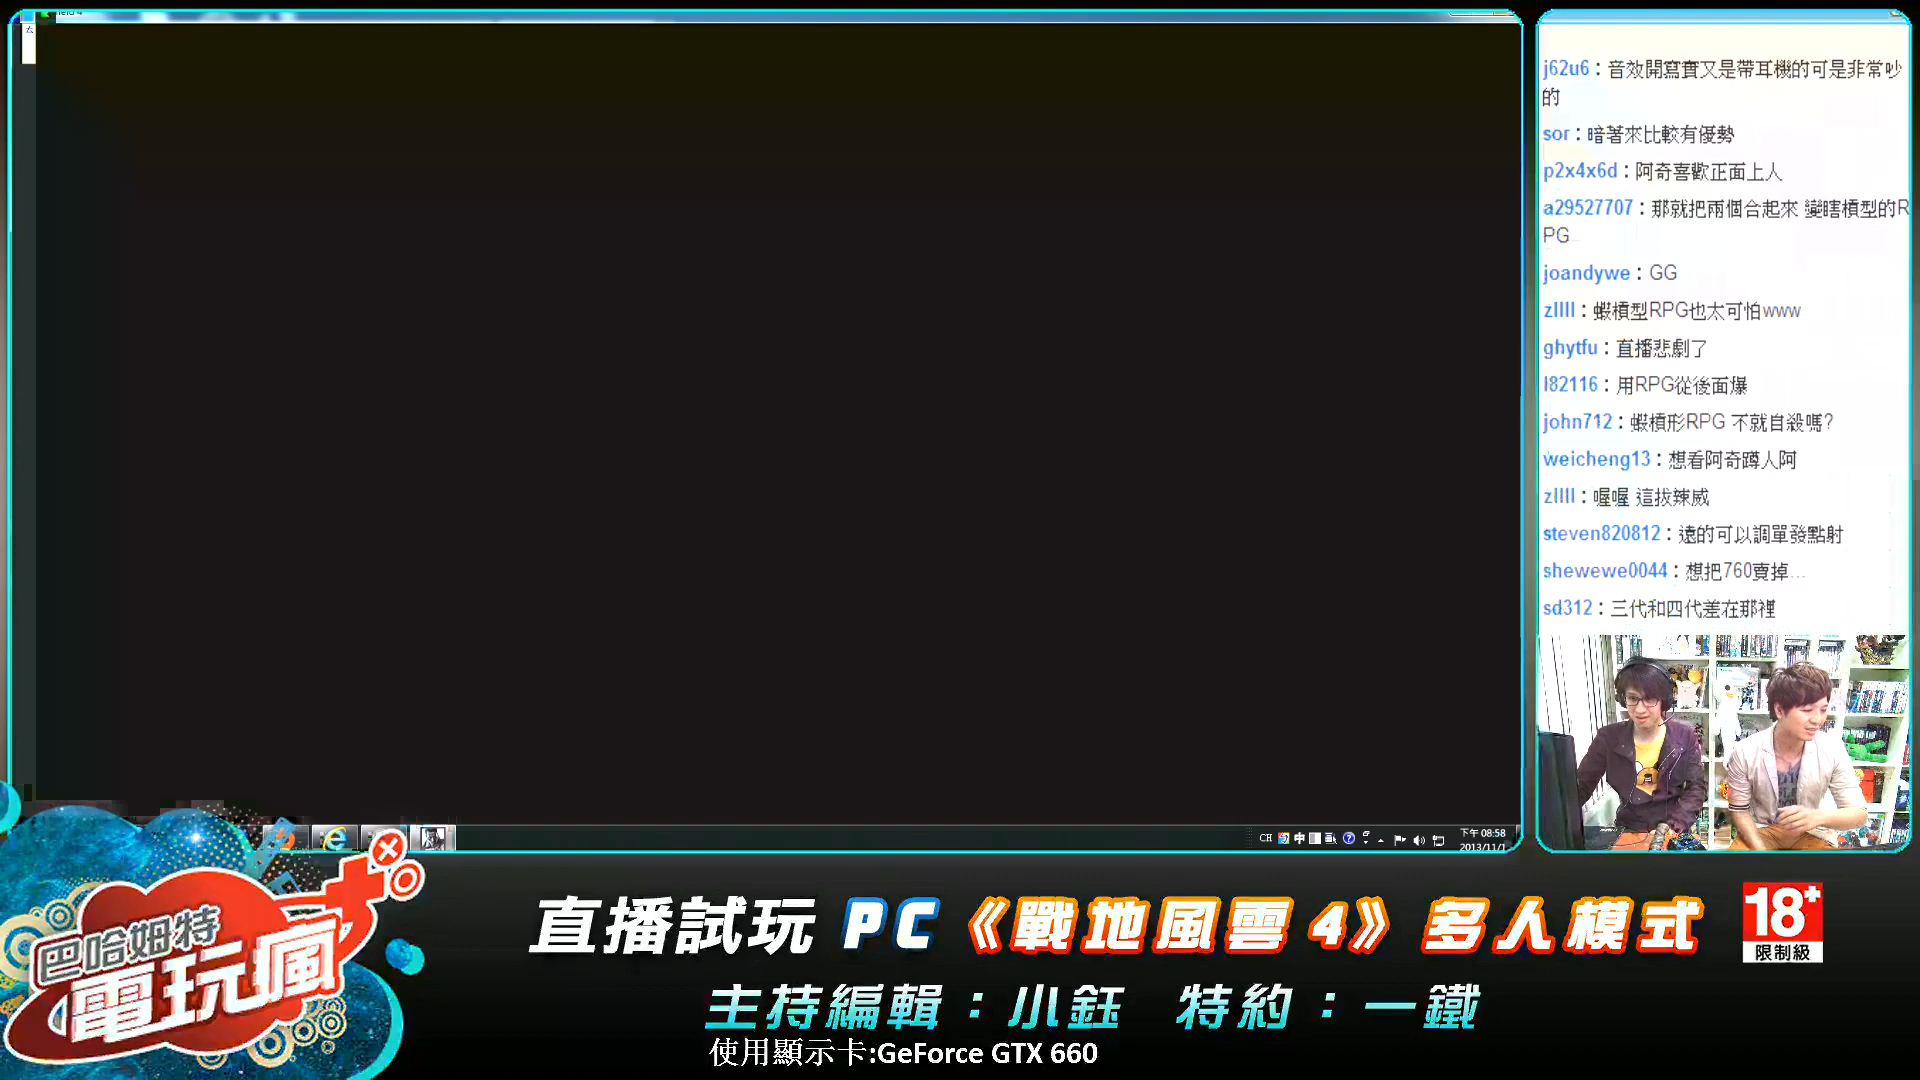 j62u6：音效開寫實又是帶耳機的可是非常吵
的
sor：暗著來比較有優勢
p2x4x6d：阿奇喜歡正面上人
a29527707：那就把兩個合起來 變瞎槓型的R
PG
joandywe：GG
zllll：蝦槓型RPG也太可怕www
ghytfu：直播悲劇了
l82116：用RPG從後面爆
john712：蝦槓形RPG 不就自殺嗎?
weicheng13：想看阿奇蹲人阿
zllll：喔喔 這拔辣威
steven820812：遠的可以調單發點射
shewewe0044：想把760賣掉...
sd312：三代和四代差在那裡
CH 中
下午 08:58
2013/11/1
巴哈姆特
電玩瘋
直播試玩 PC《戰地風雲 4》多人模式
18+
限制級
主持編輯：小鈺 特約：一鐵
使用顯示卡:GeForce GTX 660